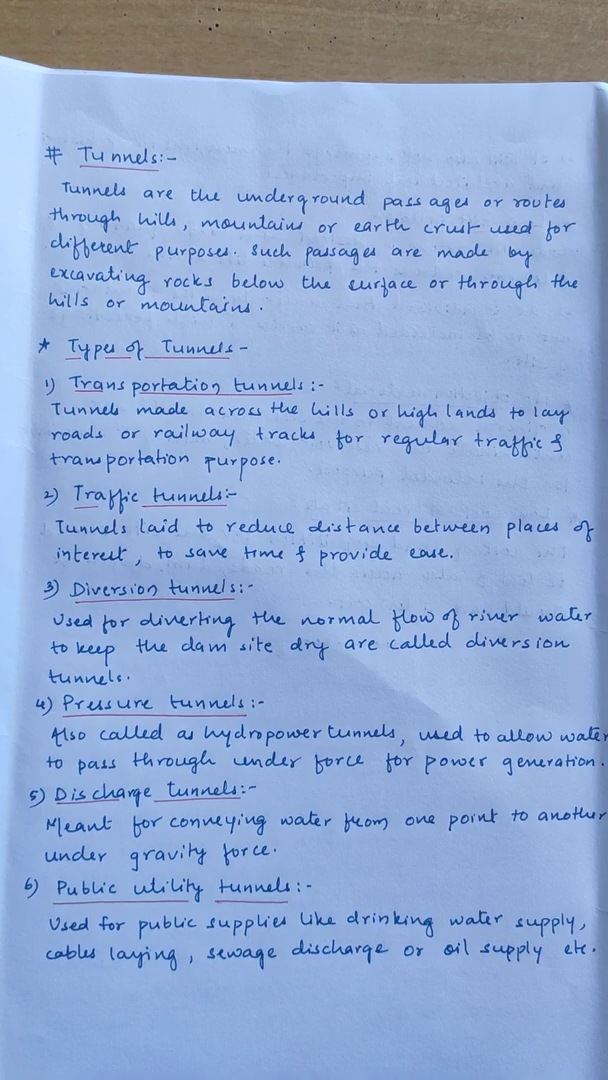 # Tunnels:-
Tunnels are the underground passages or routes
through hills, mountains or earth crust used for
different purposes. Such passages are made by
excavating rocks below the surface or through the
hills or mountains.
* Types of Tunnels -
1) Transportation tunnels:-
Tunnels made across the hills or high lands to lay
roads or railway tracks for regular traffic &
transportation purpose.
2) Traffic tunnels:-
Tunnels laid to reduce distance between places of
interest, to save time & provide ease.
3) Diversion tunnels:-
Used for diverting the normal flow of river water
to keep the dam site dry are called diversion
tunnels.
4) Pressure tunnels:-
Also called as hydropower tunnels, used to allow water
to pass through under force for power generation.
5) Discharge tunnels:-
Meant for conveying water from one point to another
under gravity force.
6) Public utility tunnels:-
Used for public supplies like drinking water supply,
cables laying, sewage discharge or oil supply etc.